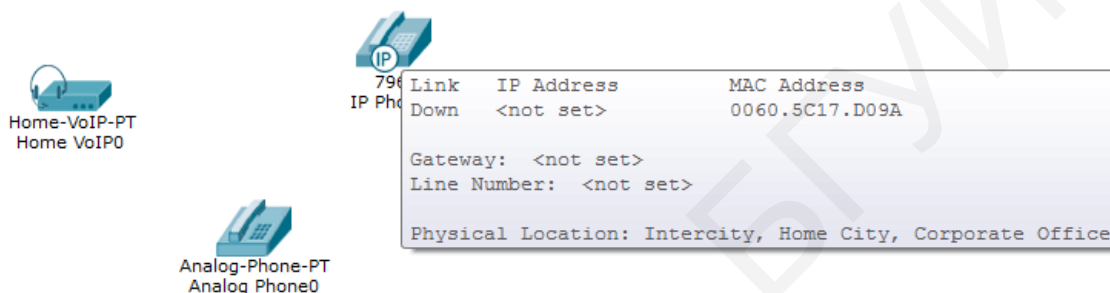 IP
796
IP Pho
Link IP Address MAC Address
Down <not set> 0060.5C17.D09A
Gateway: <not set>
Line Number: <not set>
Physical Location: Intercity, Home City, Corporate Office
Home-VoIP-PT
Home VoIP0
Analog-Phone-PT
Analog Phone0
БГУИ